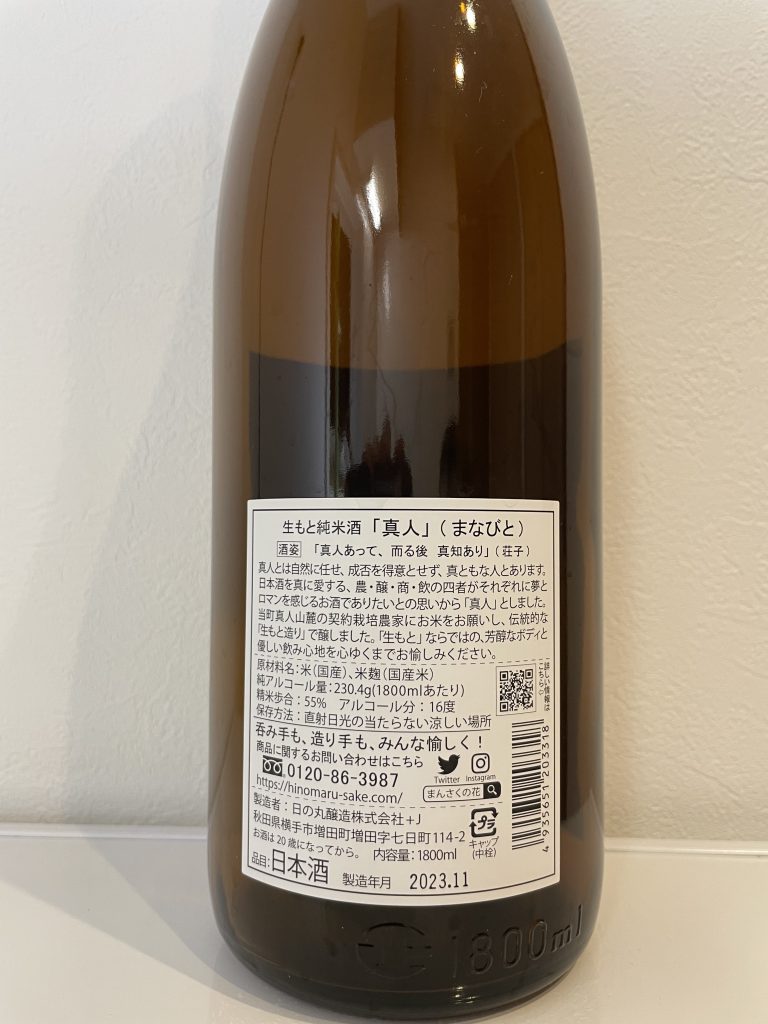 生もと純米酒「真人」(まなびと)
酒姿 「真人あって、而る後 真知あり」(荘子)
真人とは自然に任せ、成否を得意とせず、真ともな人とあります。
日本酒を真に愛する、農・醸・商・飲の四者がそれぞれに夢と
ロマンを感じるお酒でありたいとの思いから「真人」としました。
当町真人山麓の契約栽培農家にお米をお願いし、伝統的な
「生もと造り」で醸しました。「生もと」ならではの、芳醇なボディと
優しい飲み心地を心ゆくまでお愉しみください。
原材料名:米(国産)、米麹(国産米)
純アルコール量:230.4g(1800mlあたり)
精米歩合:55% アルコール分:16度
保存方法:直射日光の当たらない涼しい場所
詳しい情報は
こちら
呑み手も、造り手も、みんな愉しく!
商品に関するお問い合わせはこちら
0120-86-3987
https://hinomaru-sake.com/
Twitter Instagram
まんさくの花
製造者:日の丸醸造株式会社+J
秋田県横手市増田町増田字七日町114-2
お酒は20歳になってから。 内容量:1800ml
プラ
キャップ
(中栓)
品目:日本酒 製造年月 2023.11
4935651203318
1800ml